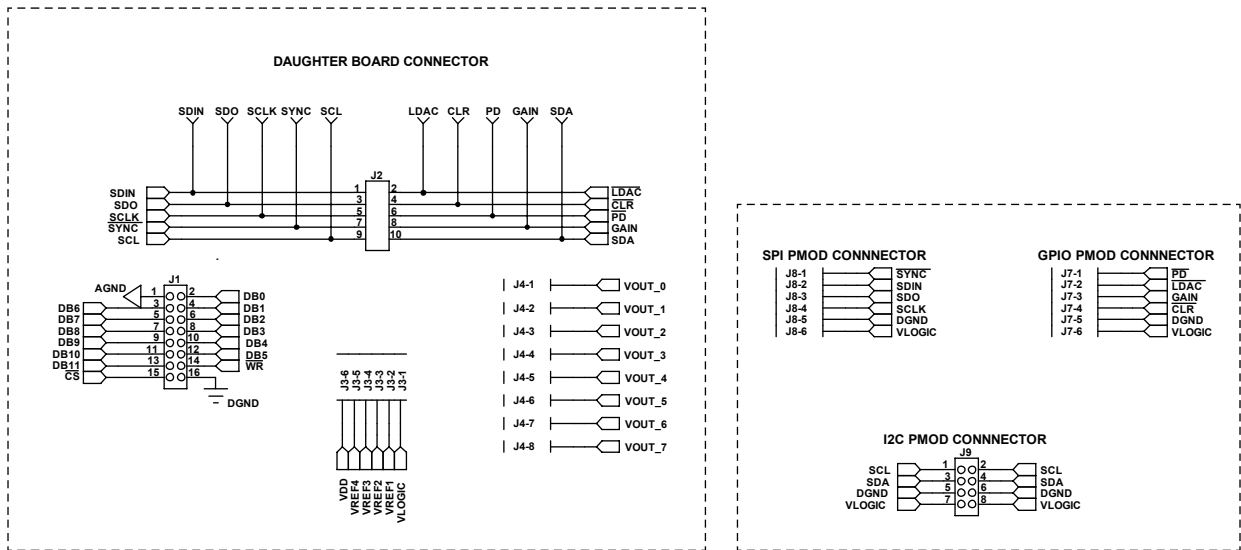 DAUGHTER BOARD CONNECTOR
SDIN SDO SCLK SYNC SCL LDAC CLR PD GAIN SDA
J2
SDIN 1 2 LDAC
SDO 3 4 CLR
SCLK 5 6 PD
SYNC 7 8 GAIN
SCL 9 10 SDA
J1
AGND 1 2 DB0
DB6 3 4 DB1
DB7 5 6 DB2
DB8 7 8 DB3
DB9 9 10 DB4
DB10 11 12 DB5
DB11 13 14 WR
CS 15 16
DGND
J3-6 J3-5 J3-4 J3-3 J3-2 J3-1
VDD VREF4 VREF3 VREF2 VREF1 VLOGIC
J4-1 VOUT_0
J4-2 VOUT_1
J4-3 VOUT_2
J4-4 VOUT_3
J4-5 VOUT_4
J4-6 VOUT_5
J4-7 VOUT_6
J4-8 VOUT_7
SPI PMOD CONNNECTOR
J8-1 SYNC
J8-2 SDIN
J8-3 SDO
J8-4 SCLK
J8-5 DGND
J8-6 VLOGIC
GPIO PMOD CONNNECTOR
J7-1 PD
J7-2 LDAC
J7-3 GAIN
J7-4 CLR
J7-5 DGND
J7-6 VLOGIC
I2C PMOD CONNNECTOR
J9
SCL 1 2 SCL
SDA 3 4 SDA
DGND 5 6 DGND
VLOGIC 7 8 VLOGIC